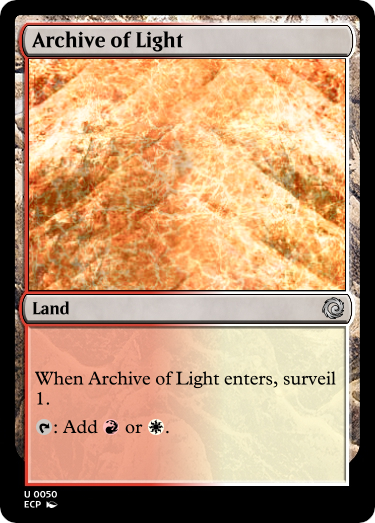 Archive of Light
Land
When Archive of Light enters, surveil
1.
: Add or .
U 0050
ECP